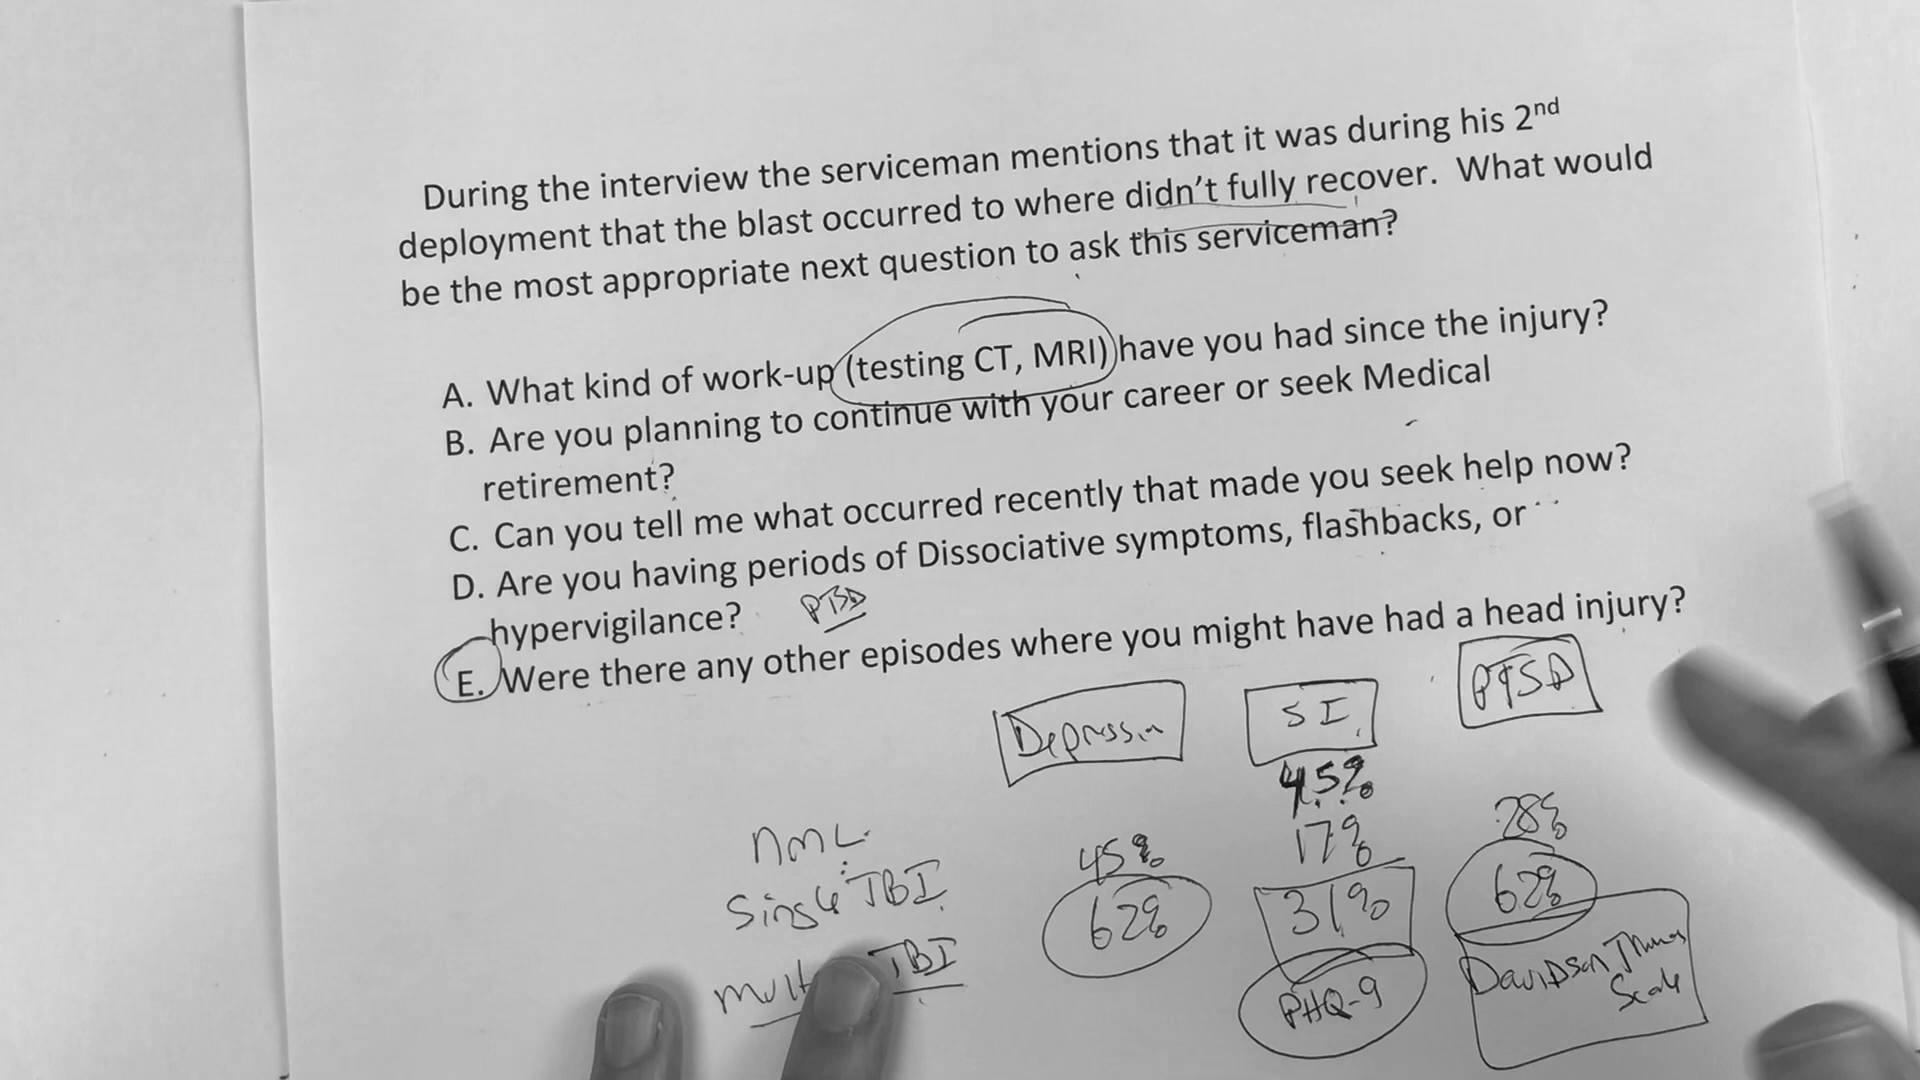 During the interview the serviceman mentions that it was during his 2nd
deployment that the blast occurred to where didn't fully recover. What would
be the most appropriate next question to ask this serviceman?
A. What kind of work-up (testing CT, MRI) have you had since the injury?
B. Are you planning to continue with your career or seek Medical
retirement?
C. Can you tell me what occurred recently that made you seek help now?
D. Are you having periods of Dissociative symptoms, flashbacks, or
hypervigilance?
PTSD
E. Were there any other episodes where you might have had a head injury?
Depression SI PTSD
4.5%
NML 17% 28%
Single TBI 45% 31% 62%
TBI 62% PHQ-9 Davidson
Scale